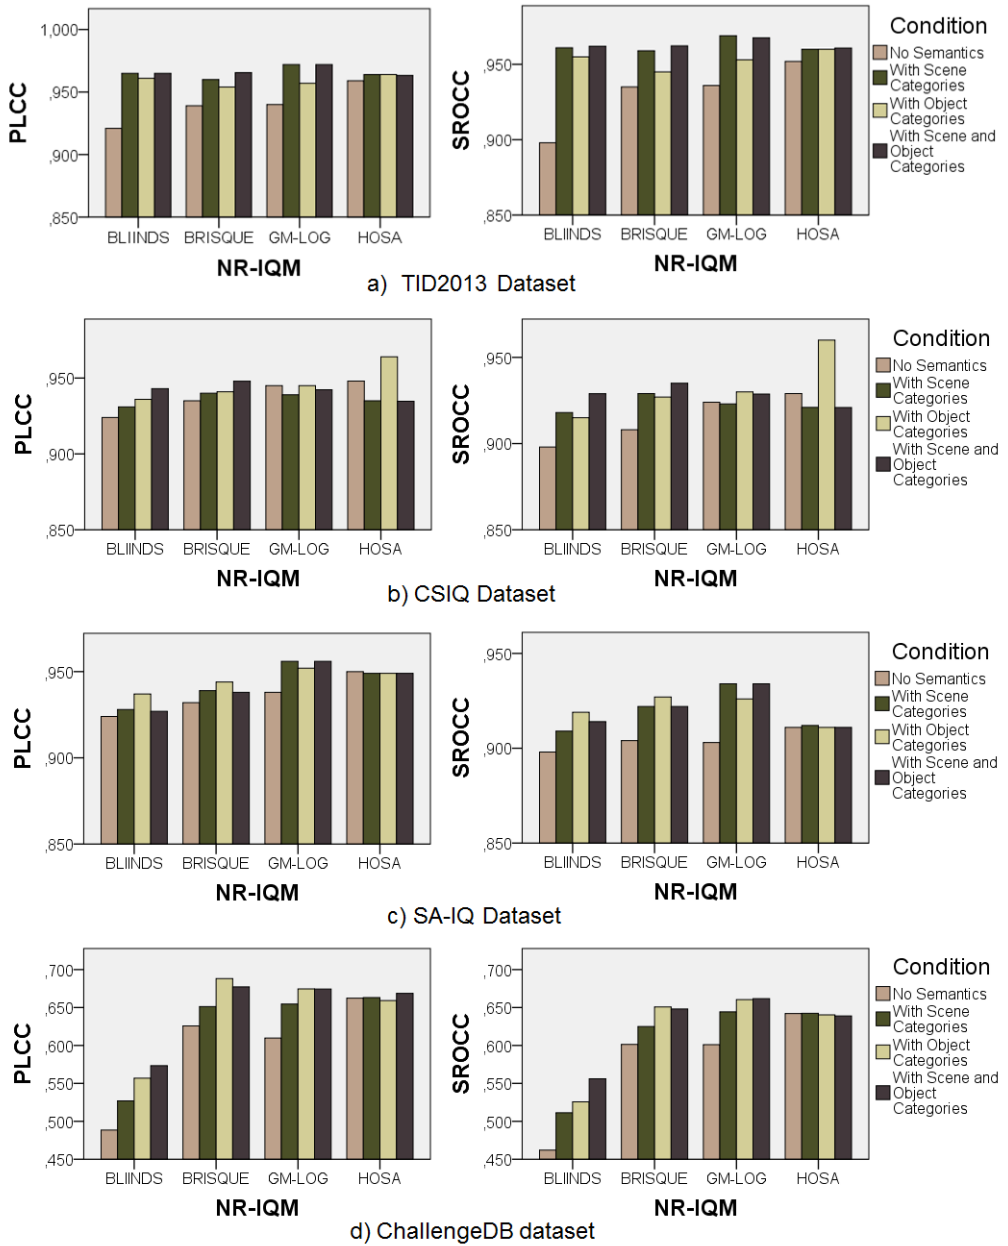 PLCC
1,000
,950
,900
,850
BLIINDS BRISQUE GM-LOG HOSA
NR-IQM
SROCC
,950
,900
,850
BLIINDS BRISQUE GM-LOG HOSA
NR-IQM
Condition
No Semantics
With Scene
Categories
With Object
Categories
With Scene and
Object
Categories
a) TID2013 Dataset
PLCC
,950
,900
,850
BLIINDS BRISQUE GM-LOG HOSA
NR-IQM
SROCC
,950
,900
,850
BLIINDS BRISQUE GM-LOG HOSA
NR-IQM
Condition
No Semantics
With Scene
Categories
With Object
Categories
With Scene and
Object
Categories
b) CSIQ Dataset
PLCC
,950
,900
,850
BLIINDS BRISQUE GM-LOG HOSA
NR-IQM
SROCC
,950
,900
,850
BLIINDS BRISQUE GM-LOG HOSA
NR-IQM
Condition
No Semantics
With Scene
Categories
With Object
Categories
With Scene and
Object
Categories
c) SA-IQ Dataset
PLCC
,700
,650
,600
,550
,500
,450
BLIINDS BRISQUE GM-LOG HOSA
NR-IQM
SROCC
,700
,650
,600
,550
,500
,450
BLIINDS BRISQUE GM-LOG HOSA
NR-IQM
Condition
No Semantics
With Scene
Categories
With Object
Categories
With Scene and
Object
Categories
d) ChallengeDB dataset